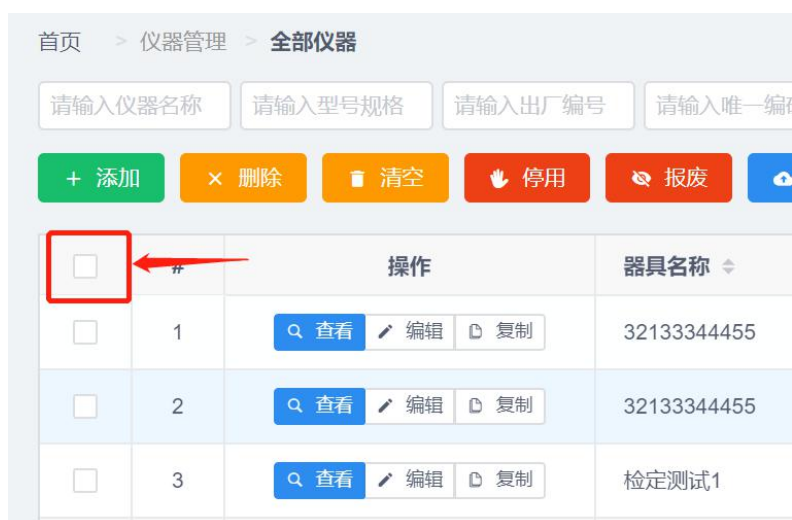 首页 > 仪器管理 > 全部仪器
请输入仪器名称 请输入型号规格 请输入出厂编号 请输入唯一编码
+ 添加 × 删除 清空 停用 报废
# 操作 器具名称
1 查看 编辑 复制 32133344455
2 查看 编辑 复制 32133344455
3 查看 编辑 复制 检定测试1